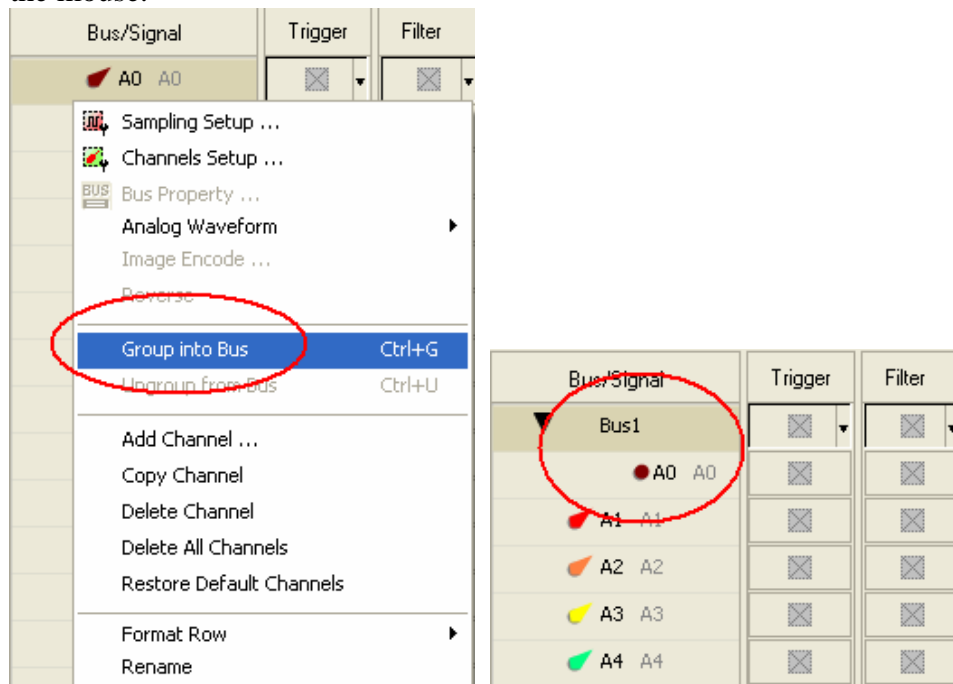 the mouse.
Bus/Signal Trigger Filter
A0 A0
Sampling Setup ...
Channels Setup ...
BUS Bus Property ...
Analog Waveform
Image Encode ...
Reverse
Group into Bus Ctrl+G
Ungroup from Bus Ctrl+U
Add Channel ...
Copy Channel
Delete Channel
Delete All Channels
Restore Default Channels
Format Row
Rename
Bus/Signal Trigger Filter
Bus1
A0 A0
A1 A1
A2 A2
A3 A3
A4 A4